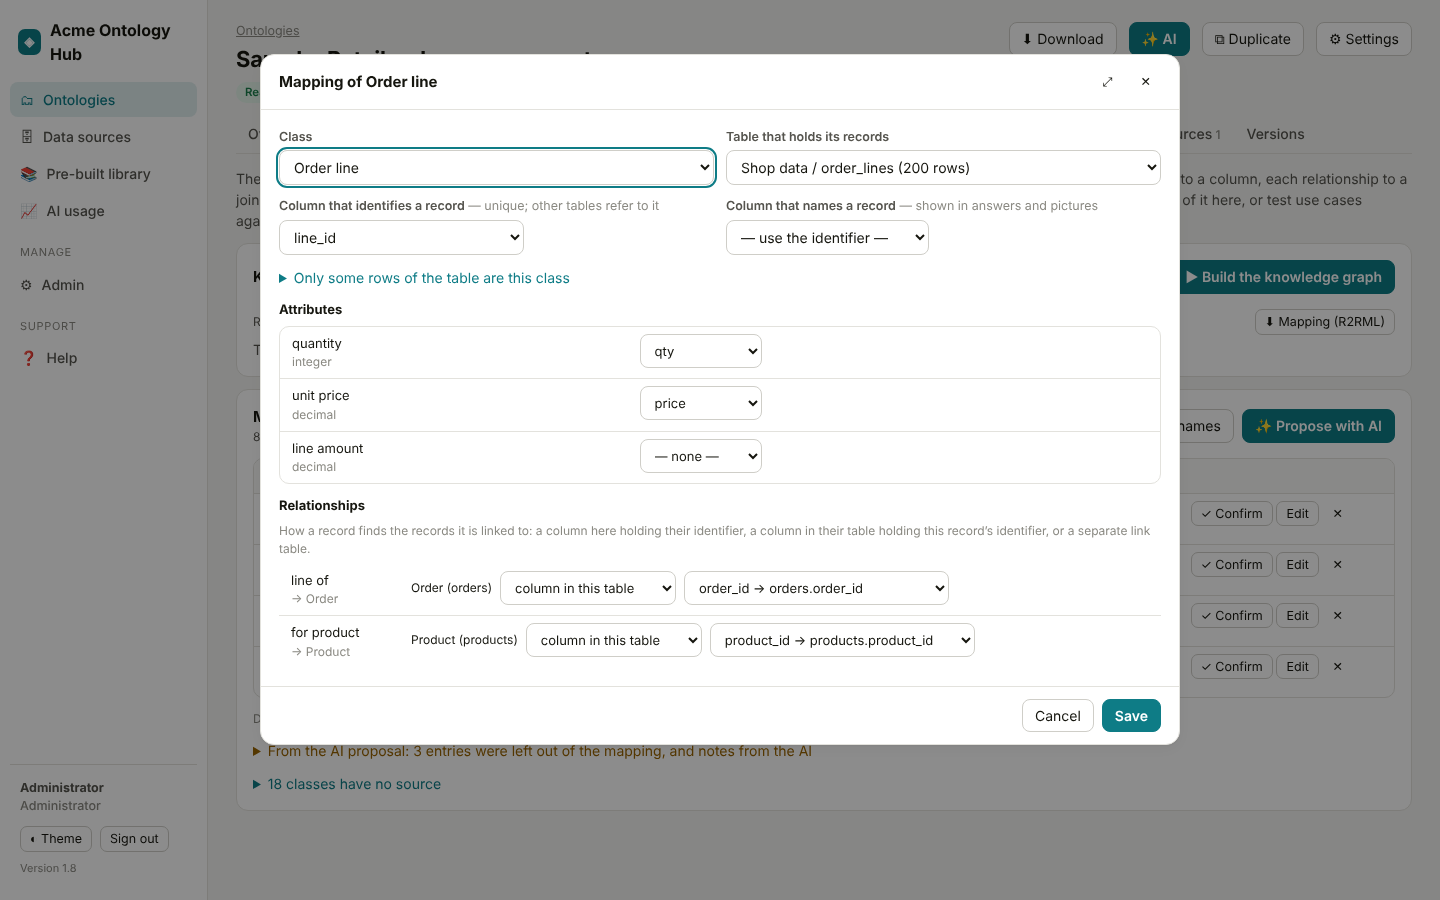 Acme Ontology
Hub
Ontologies
Data sources
Pre-built library
AI usage
MANAGE
Admin
SUPPORT
Help
Administrator
Administrator
Theme
Sign out
Version 1.8
Ontologies
Download
AI
Duplicate
Settings
Mapping of Order line
Class
Order line
Table that holds its records
Shop data / order_lines (200 rows)
Column that identifies a record — unique; other tables refer to it
line_id
Column that names a record — shown in answers and pictures
— use the identifier —
Only some rows of the table are this class
Attributes
quantity
integer
qty
unit price
decimal
price
line amount
decimal
— none —
Relationships
How a record finds the records it is linked to: a column here holding their identifier, a column in their table holding this record's identifier, or a separate link
table.
line of
→ Order
Order (orders)
column in this table
order_id → orders.order_id
for product
→ Product
Product (products)
column in this table
product_id → products.product_id
Cancel
Save
1
Versions
The
to a column, each relationship to a
join
of it here, or test use cases
Build the knowledge graph
Mapping (R2RML)
names
Propose with AI
Confirm
Edit
Confirm
Edit
Confirm
Edit
Confirm
Edit
From the AI proposal: 3 entries were left out of the mapping, and notes from the AI
18 classes have no source